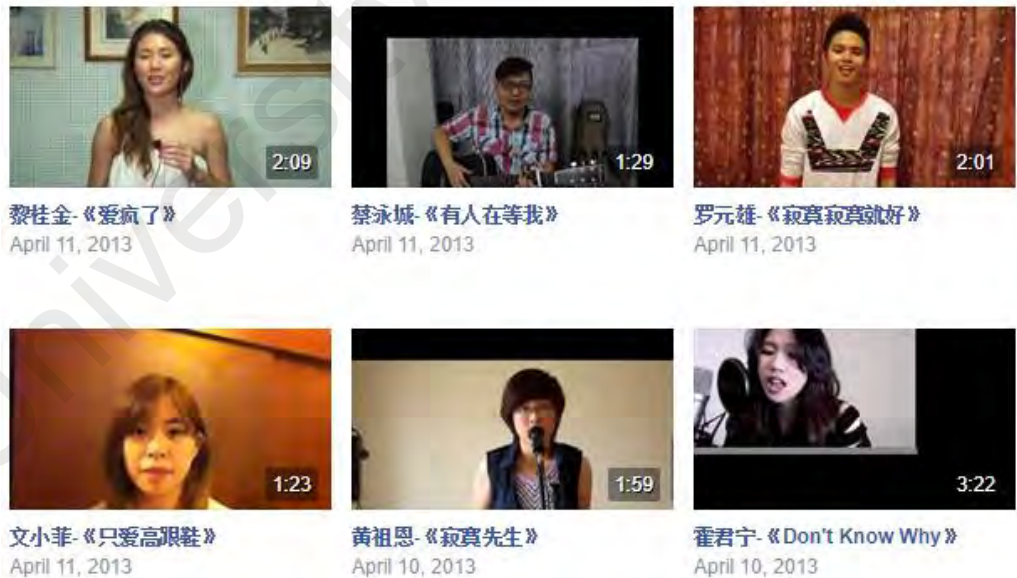 2:09
1:29
2:01
黎桂金-《爱疯了》
蔡泳城-《有人在等我》
罗元雄-《寂寞寂寞就好》
April 11, 2013
April 11, 2013
April 11, 2013
1:23
1:59
3:22
文小菲-《只爱高跟鞋》
黄祖恩-《寂寞先生》
霍君宁-《Don't Know Why》
April 11, 2013
April 10, 2013
April 10, 2013